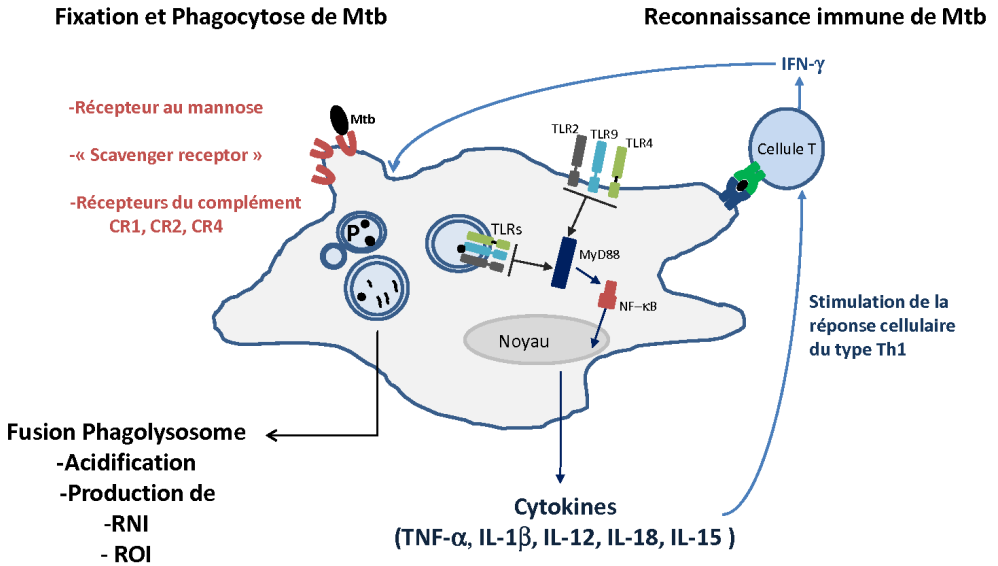 Fixation et Phagocytose de Mtb
Reconnaissance immune de Mtb
IFN-γ
-Récepteur au mannose
Mtb
-« Scavenger receptor »
-Récepteurs du complément
CR1, CR2, CR4
TLR2
TLR9
TLR4
Cellule T
P
TLRs
MyD88
NF-κB
Noyau
Stimulation de la
réponse cellulaire
du type Th1
Fusion Phagolysosome
-Acidification
-Production de
-RNI
- ROI
Cytokines
(TNF-α, IL-1β, IL-12, IL-18, IL-15 )